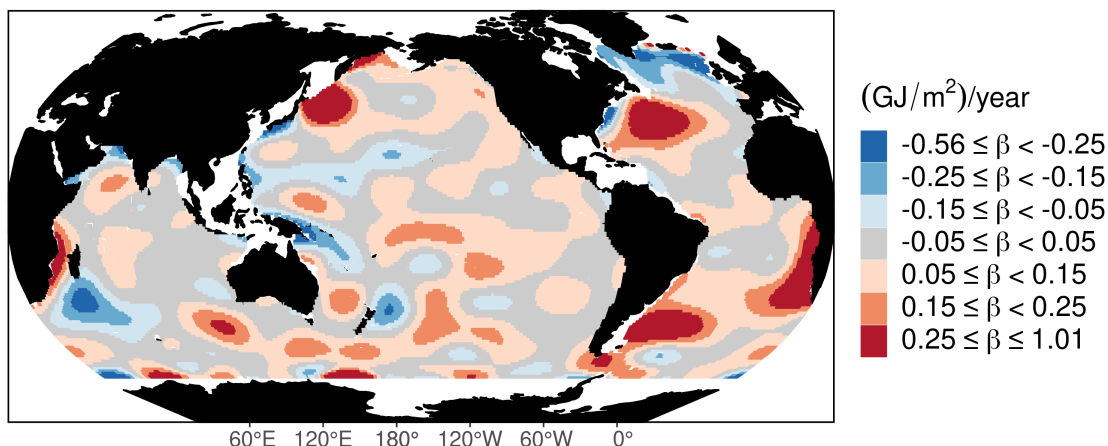 (GJ/m²)/year
-0.56 ≤ β < -0.25
-0.25 ≤ β < -0.15
-0.15 ≤ β < -0.05
-0.05 ≤ β < 0.05
0.05 ≤ β < 0.15
0.15 ≤ β < 0.25
0.25 ≤ β ≤ 1.01
60°E 120°E 180° 120°W 60°W 0°